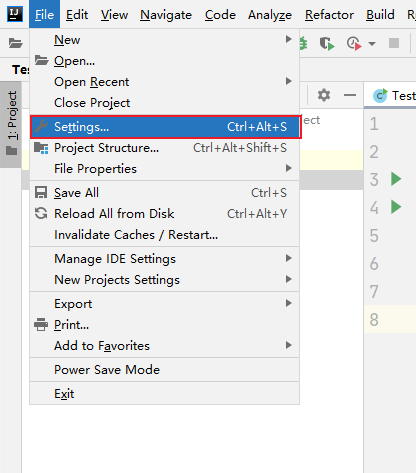 IJ File Edit View Navigate Code Analyze Refactor Build R
Te
New
Open...
Open Recent
Close Project
Settings... Ctrl+Alt+S
Project Structure... Ctrl+Alt+Shift+S
File Properties
Save All Ctrl+S
Reload All from Disk Ctrl+Alt+Y
Invalidate Caches / Restart...
Manage IDE Settings
New Projects Settings
Export
Print...
Add to Favorites
Power Save Mode
Exit
1: Project
ject
Test
1
2
3
4
5
6
7
8